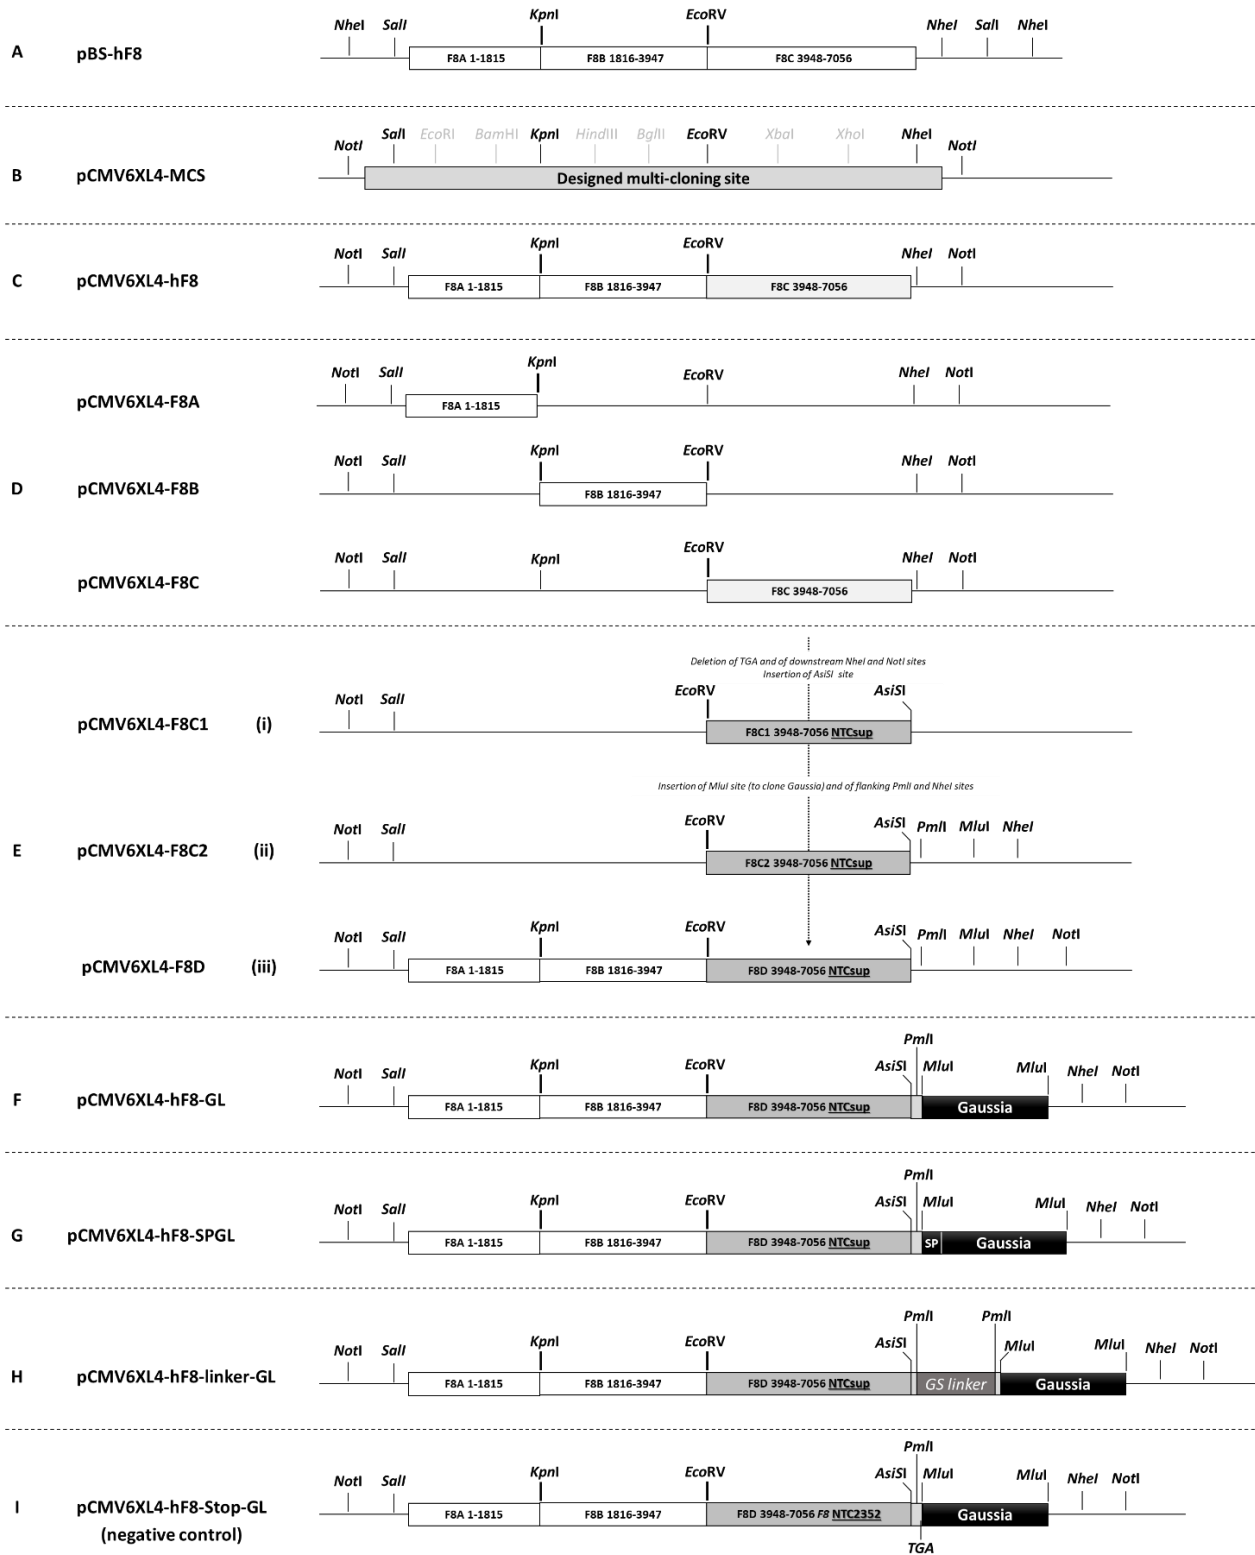 NheI SalI KpnI EcoRV NheI SalI NheI
A pBS-hF8 F8A 1-1815 F8B 1816-3947 F8C 3948-7056
NotI SalI EcoRI BamHI KpnI HindIII BglII EcoRV XbaI XhoI NheI NotI
B pCMV6XL4-MCS Designed multi-cloning site
NotI SalI KpnI EcoRV NheI NotI
C pCMV6XL4-hF8 F8A 1-1815 F8B 1816-3947 F8C 3948-7056
NotI SalI KpnI EcoRV NheI NotI
pCMV6XL4-F8A F8A 1-1815
NotI SalI KpnI EcoRV NheI NotI
D pCMV6XL4-F8B F8B 1816-3947
NotI SalI KpnI EcoRV NheI NotI
pCMV6XL4-F8C F8C 3948-7056
Deletion of TGA and of downstream NheI and NotI sites
Insertion of AsiSI site
NotI SalI EcoRV AsiSI
pCMV6XL4-F8C1 (i) F8C1 3948-7056 NTCsup
Insertion of MluI site (to clone Gaussia) and of flanking PmlI and NheI sites
NotI SalI EcoRV AsiSI PmlI MluI NheI
E pCMV6XL4-F8C2 (ii) F8C2 3948-7056 NTCsup
NotI SalI KpnI EcoRV AsiSI PmlI MluI NheI NotI
pCMV6XL4-F8D (iii) F8A 1-1815 F8B 1816-3947 F8D 3948-7056 NTCsup
PmlI
NotI SalI KpnI EcoRV AsiSI MluI MluI NheI NotI
F pCMV6XL4-hF8-GL F8A 1-1815 F8B 1816-3947 F8D 3948-7056 NTCsup Gaussia
PmlI
NotI SalI KpnI EcoRV AsiSI MluI MluI NheI NotI
G pCMV6XL4-hF8-SPGL F8A 1-1815 F8B 1816-3947 F8D 3948-7056 NTCsup SP Gaussia
PmlI PmlI
NotI SalI KpnI EcoRV AsiSI MluI MluI NheI NotI
H pCMV6XL4-hF8-linker-GL F8A 1-1815 F8B 1816-3947 F8D 3948-7056 NTCsup GS linker Gaussia
PmlI
NotI SalI KpnI EcoRV AsiSI MluI MluI NheI NotI
I pCMV6XL4-hF8-Stop-GL F8A 1-1815 F8B 1816-3947 F8D 3948-7056 F8 NTC2352 Gaussia
(negative control)
TGA